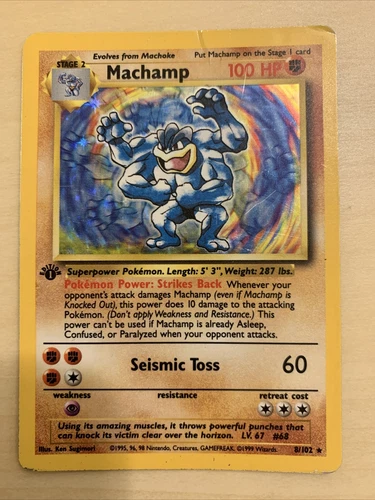 Evolves from Machoke
Put Machamp on the Stage 1 card
STAGE 2
Machamp
100 HP
EDITION
1
Superpower Pokémon. Length: 5' 3", Weight: 287 lbs.
Pokémon Power: Strikes Back Whenever your
opponent's attack damages Machamp (even if Machamp is
Knocked Out), this power does 10 damage to the attacking
Pokémon. (Don't apply Weakness and Resistance.) This
power can't be used if Machamp is already Asleep,
Confused, or Paralyzed when your opponent attacks.
Seismic Toss
60
weakness
resistance
retreat cost
Using its amazing muscles, it throws powerful punches that
can knock its victim clear over the horizon. LV. 67 #68
Illus. Ken Sugimori
©1995, 96, 98 Nintendo, Creatures, GAMEFREAK. ©1999 Wizards.
8/102 ★